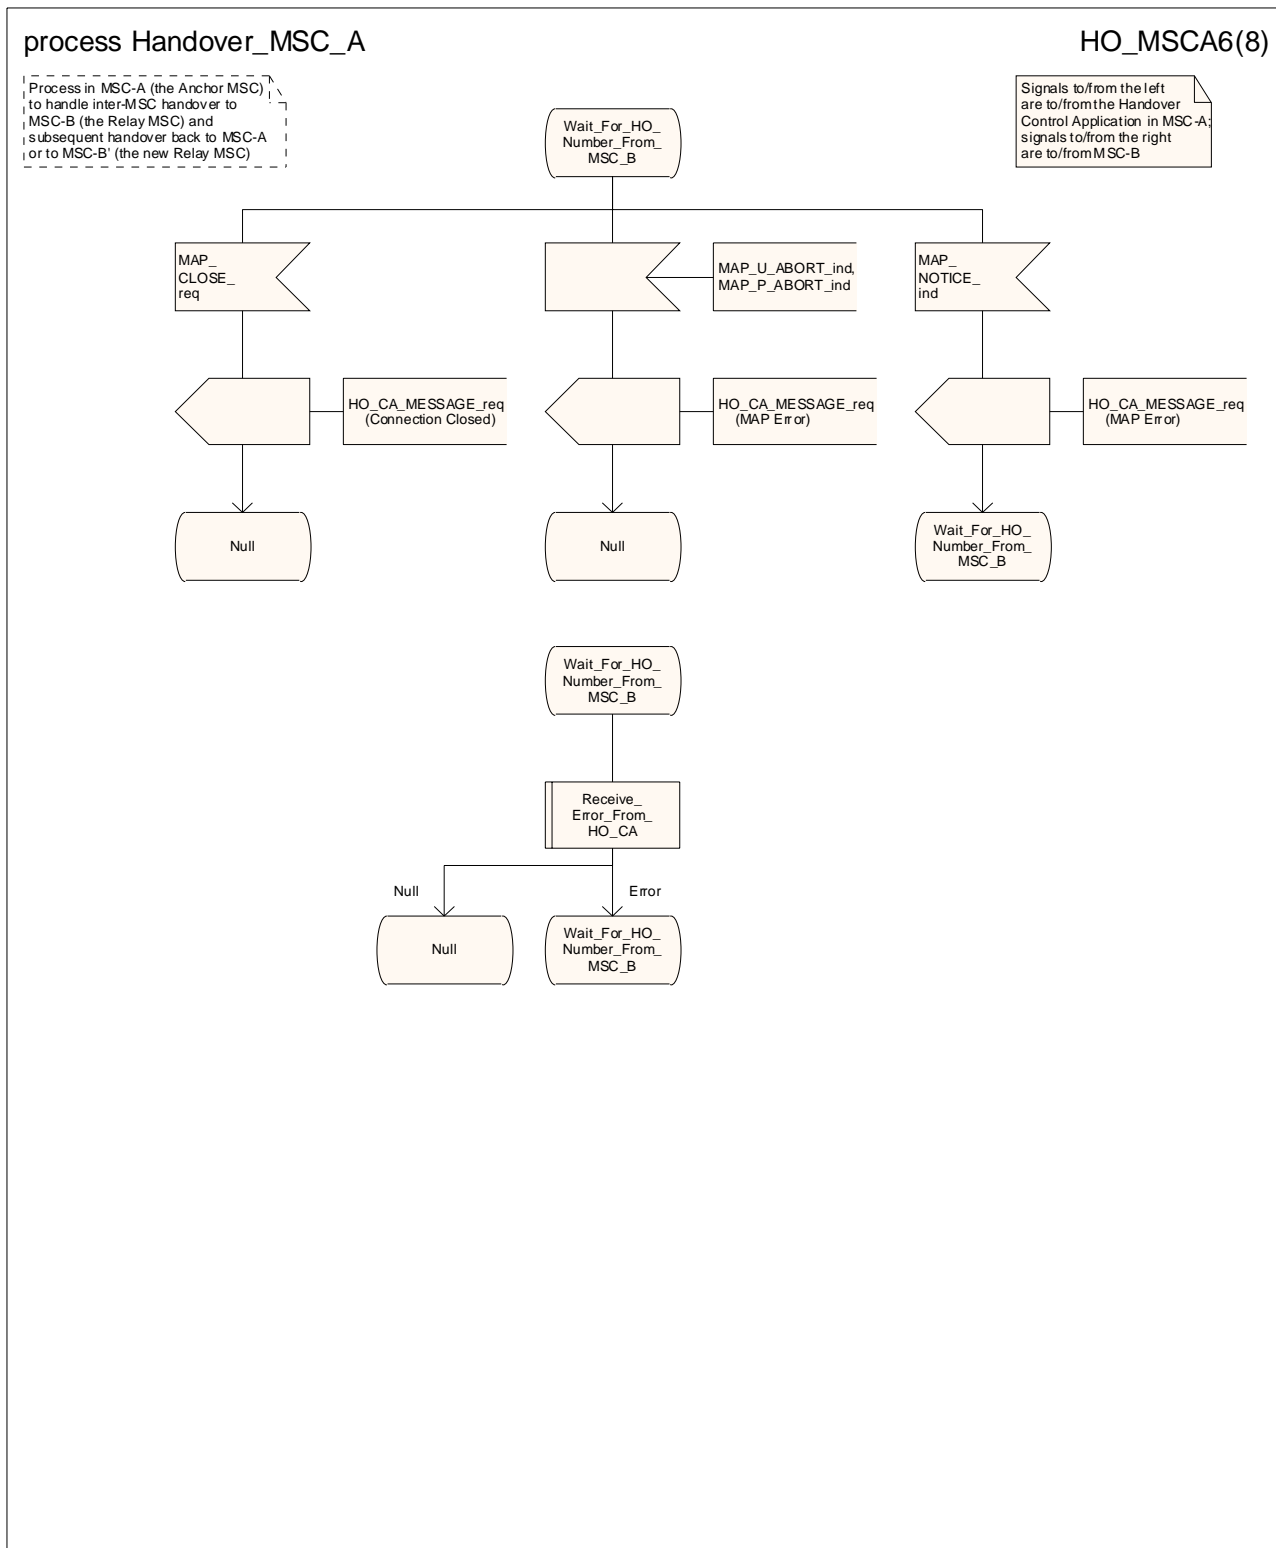 process Handover_MSC_A
HO_MSCA6(8)
Process in MSC-A (the Anchor MSC)
to handle inter-MSC handover to
MSC-B (the Relay MSC) and
subsequent handover back to MSC-A
or to MSC-B' (the new Relay MSC)
Signals to/from the left
are to/from the Handover
Control Application in MSC-A;
signals to/from the right
are to/from MSC-B
Wait_For_HO_
Number_From_
MSC_B
MAP_
CLOSE_
req
MAP_U_ABORT_ind,
MAP_P_ABORT_ind
MAP_
NOTICE_
ind
HO_CA_MESSAGE_req
(Connection Closed)
HO_CA_MESSAGE_req
(MAP Error)
HO_CA_MESSAGE_req
(MAP Error)
Null
Null
Wait_For_HO_
Number_From_
MSC_B
Wait_For_HO_
Number_From_
MSC_B
Receive_
Error_From_
HO_CA
Null
Error
Null
Wait_For_HO_
Number_From_
MSC_B